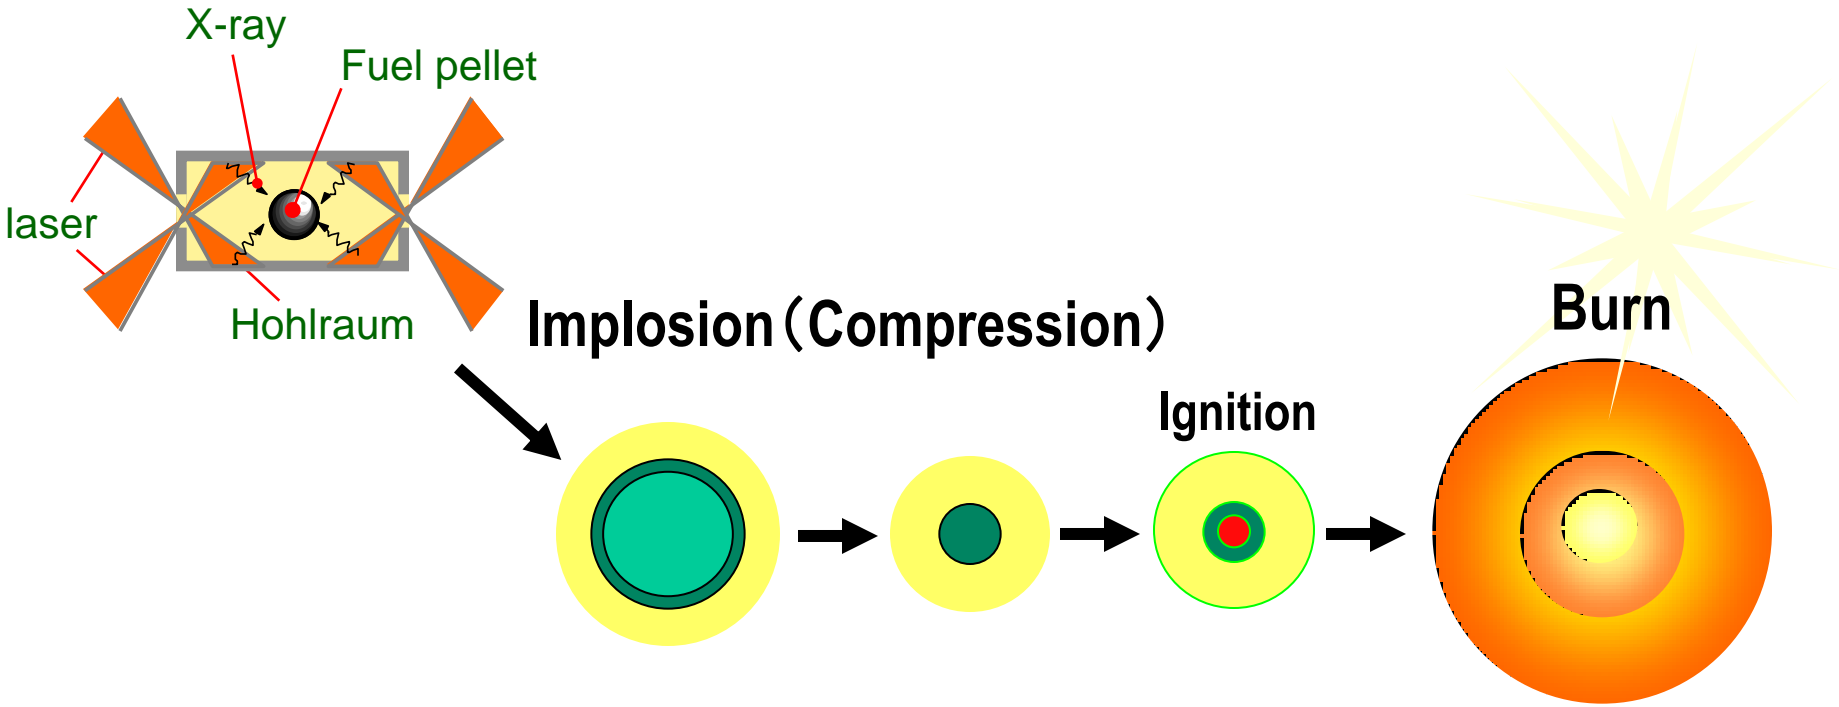 X-ray
Fuel pellet
laser
Hohlraum
Implosion（Compression）
Ignition
Burn